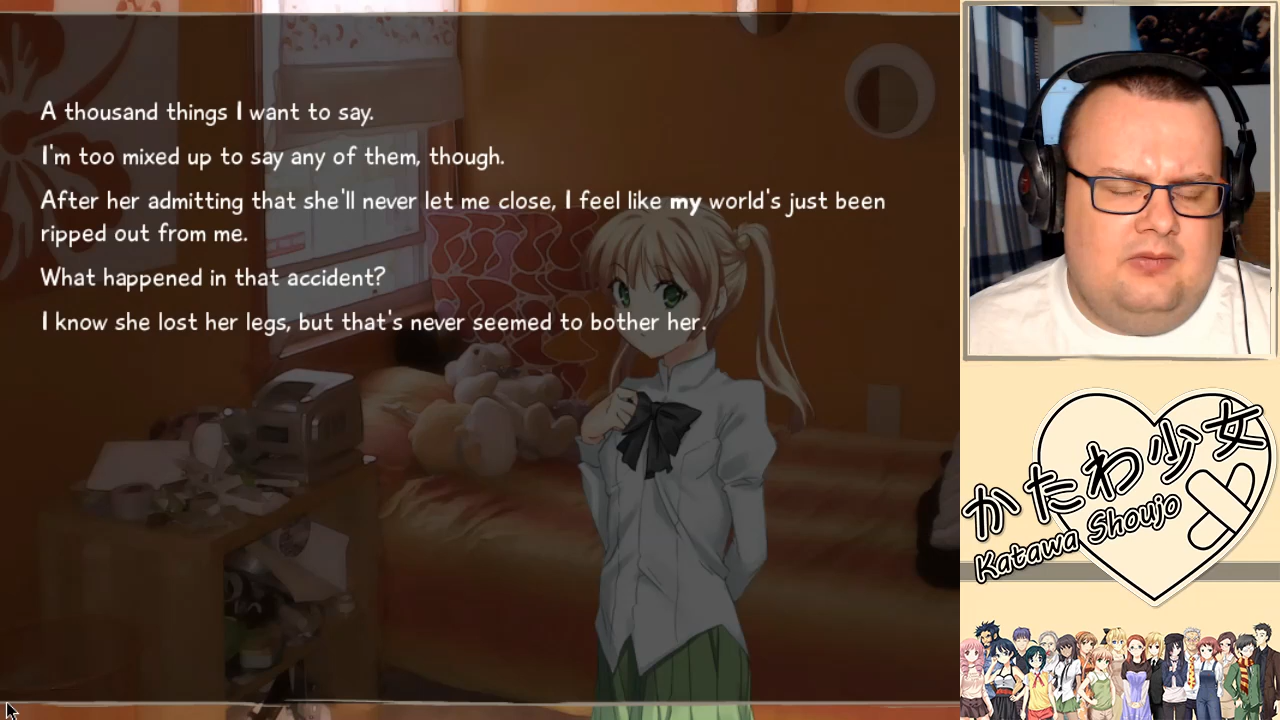 A thousand things I want to say.
I'm too mixed up to say any of them, though.
After her admitting that she'll never let me close, I feel like my world's just been
ripped out from me.
What happened in that accident?
I know she lost her legs, but that's never seemed to bother her.
かたわ少女
Katawa Shoujo